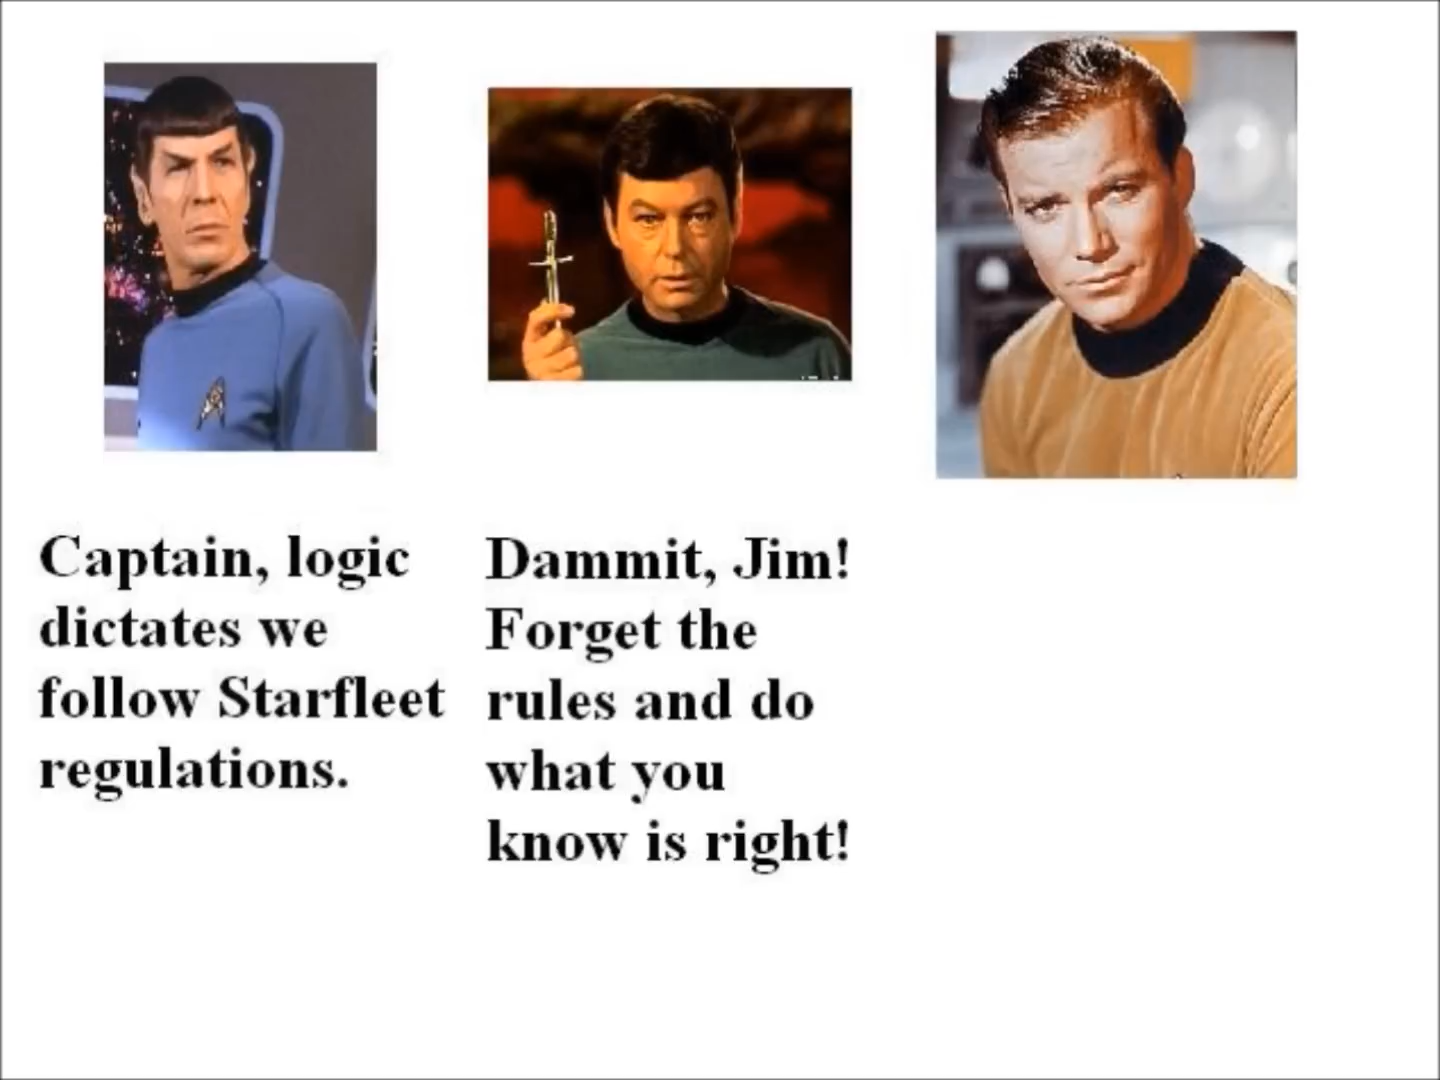 Captain, logic
dictates we
follow Starfleet
regulations.
Dammit, Jim!
Forget the
rules and do
what you
know is right!